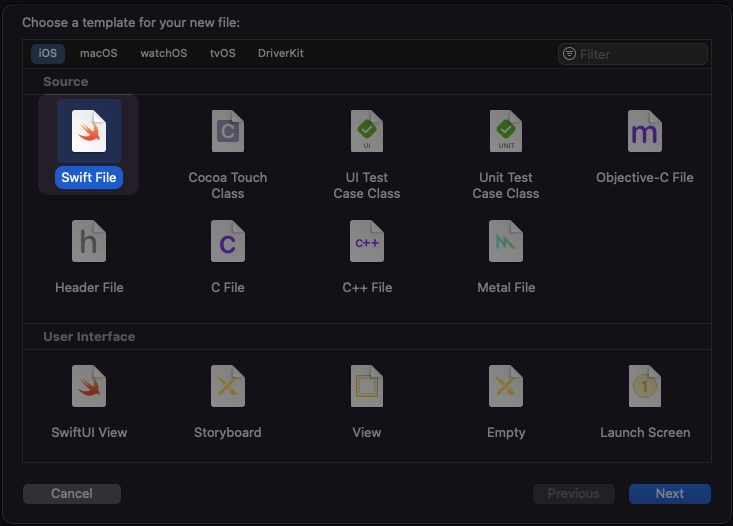 Choose a template for your new file:
iOS macOS watchOS tvOS DriverKit Filter
Source
C UI UNIT m
Swift File Cocoa Touch Class UI Test Case Class Unit Test Case Class Objective-C File
h C C++
Header File C File C++ File Metal File
User Interface
1
SwiftUI View Storyboard View Empty Launch Screen
Cancel Previous Next